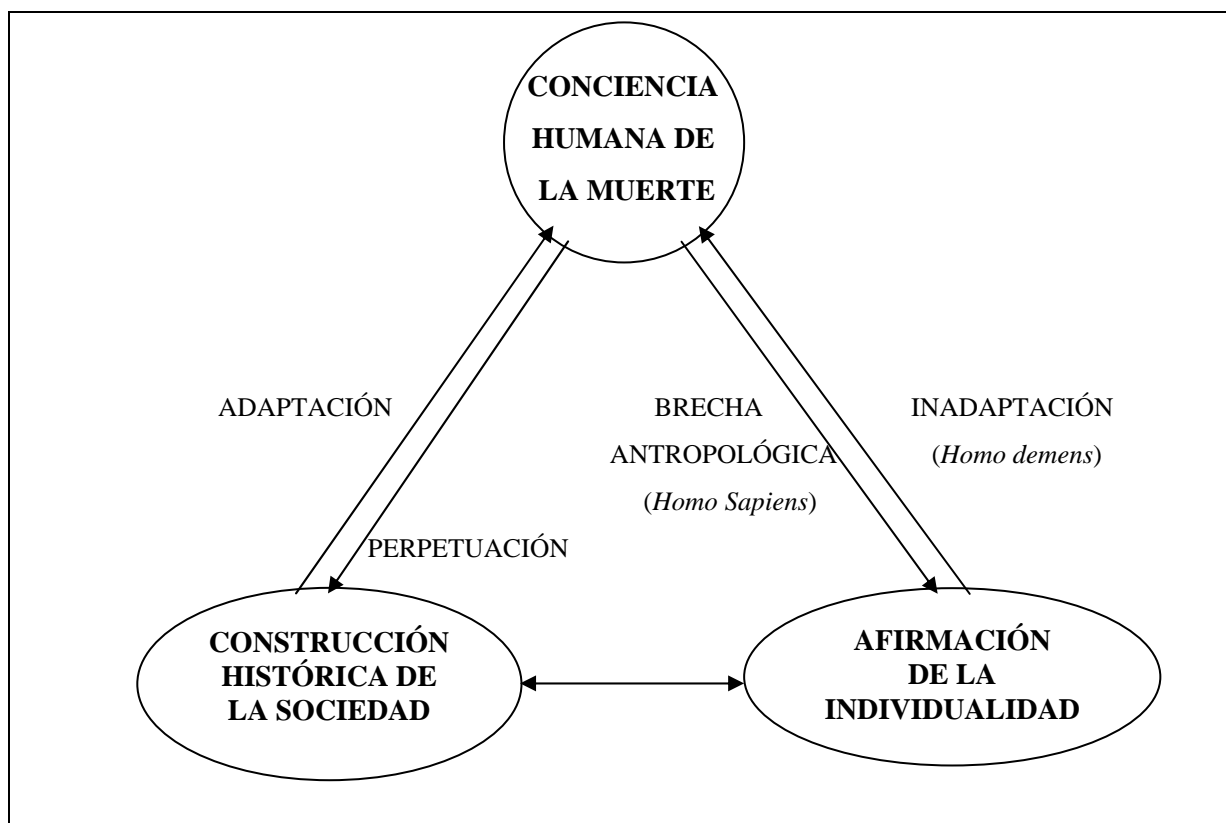 CONCIENCIA
HUMANA DE
LA MUERTE
ADAPTACIÓN
BRECHA
ANTROPOLÓGICA
(Homo Sapiens)
INADAPTACIÓN
(Homo demens)
PERPETUACIÓN
CONSTRUCCIÓN
HISTÓRICA DE
LA SOCIEDAD
AFIRMACIÓN
DE LA
INDIVIDUALIDAD